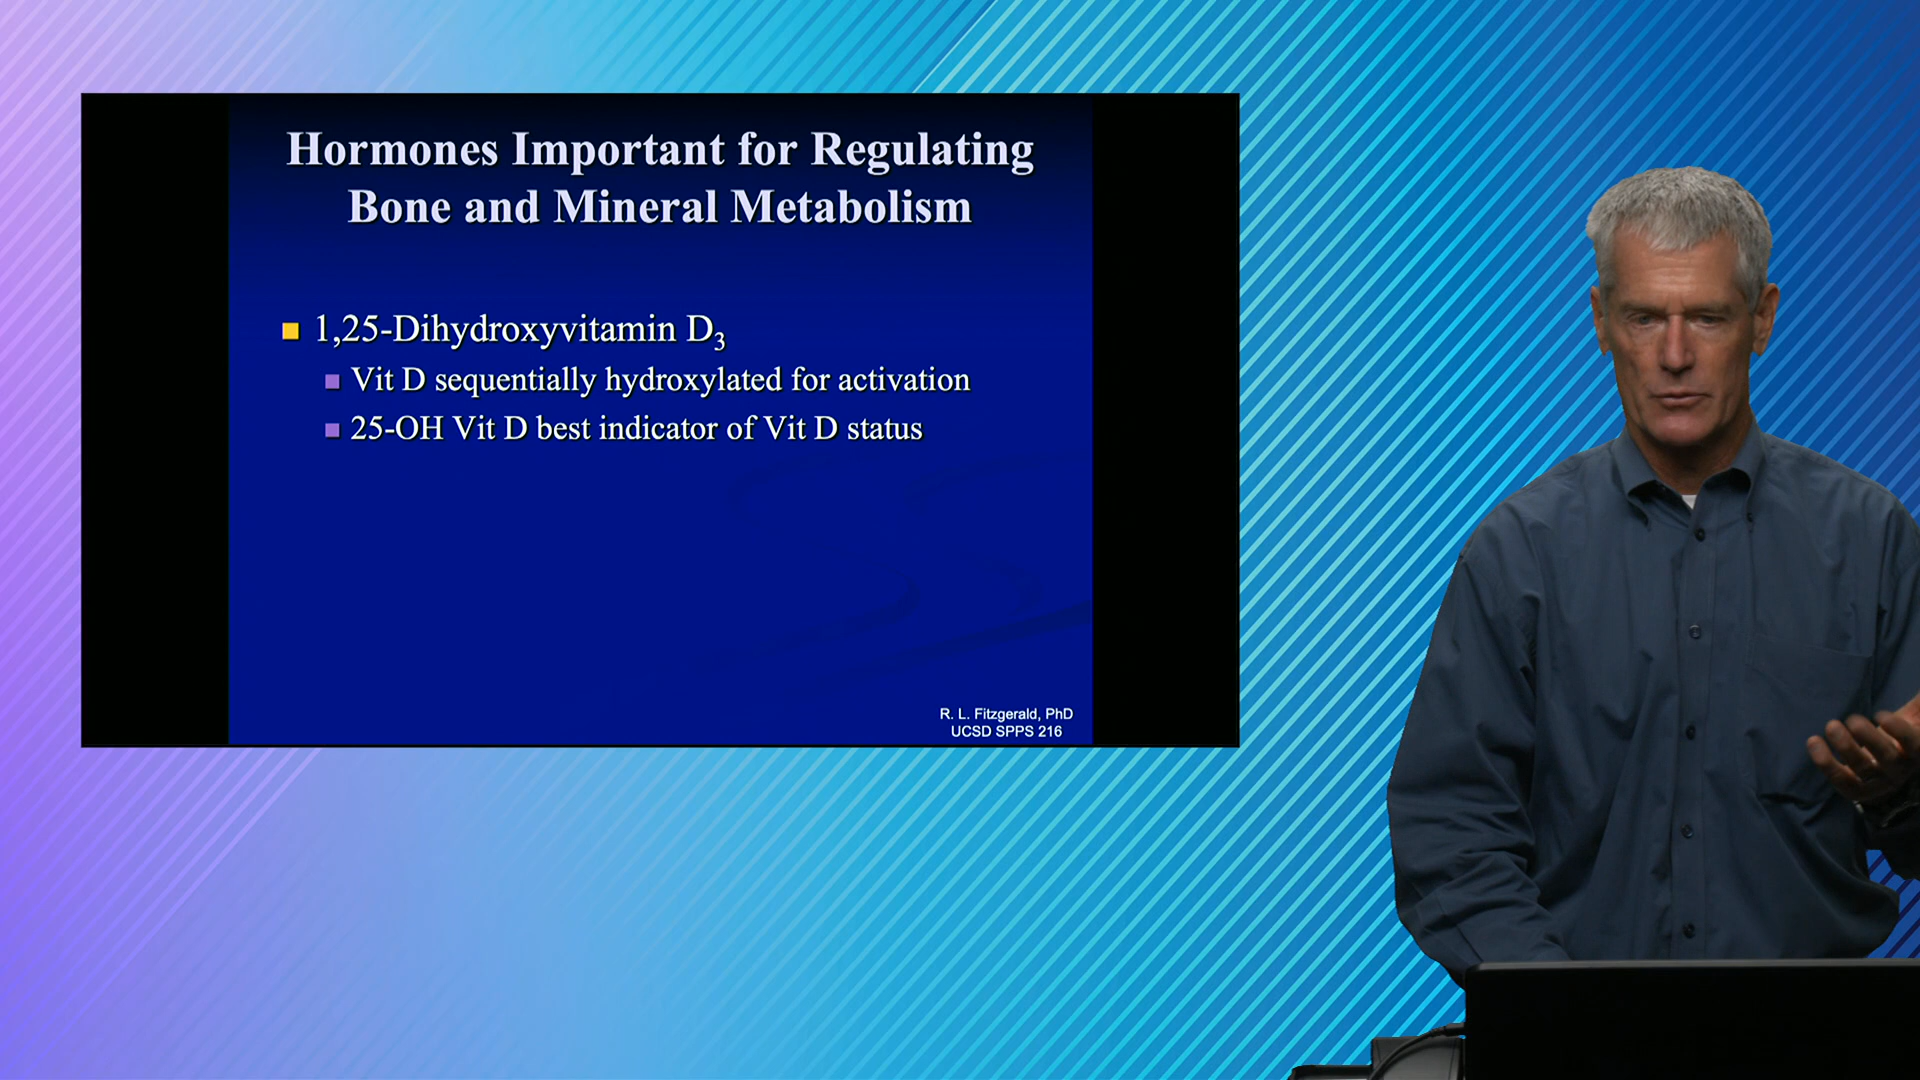 Hormones Important for Regulating
Bone and Mineral Metabolism
1,25-Dihydroxyvitamin D₃
Vit D sequentially hydroxylated for activation
25-OH Vit D best indicator of Vit D status
R. L. Fitzgerald, PhD
UCSD SPPS 216